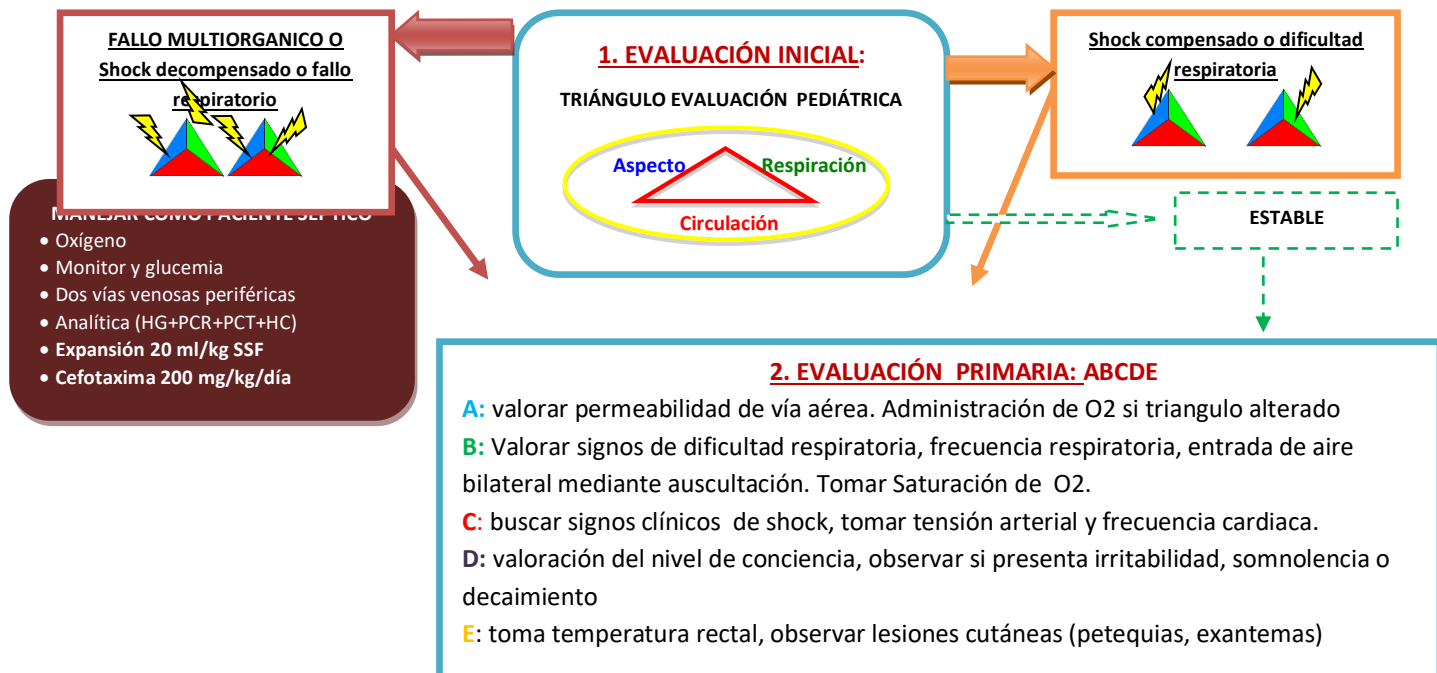 FALLO MULTIORGANICO O
Shock decompensado o fallo
respiratorio
1. EVALUACIÓN INICIAL:
TRIÁNGULO EVALUACIÓN PEDIÁTRICA
Aspecto
Respiración
Circulación
Shock compensado o dificultad
respiratoria
ESTABLE
MANEJAR COMO PACIENTE SEPTICO
• Oxígeno
• Monitor y glucemia
• Dos vías venosas periféricas
• Analítica (HG+PCR+PCT+HC)
• Expansión 20 ml/kg SSF
• Cefotaxima 200 mg/kg/día
2. EVALUACIÓN PRIMARIA: ABCDE
A: valorar permeabilidad de vía aérea. Administración de O2 si triangulo alterado
B: Valorar signos de dificultad respiratoria, frecuencia respiratoria, entrada de aire
bilateral mediante auscultación. Tomar Saturación de O2.
C: buscar signos clínicos de shock, tomar tensión arterial y frecuencia cardiaca.
D: valoración del nivel de conciencia, observar si presenta irritabilidad, somnolencia o
decaimiento
E: toma temperatura rectal, observar lesiones cutáneas (petequias, exantemas)